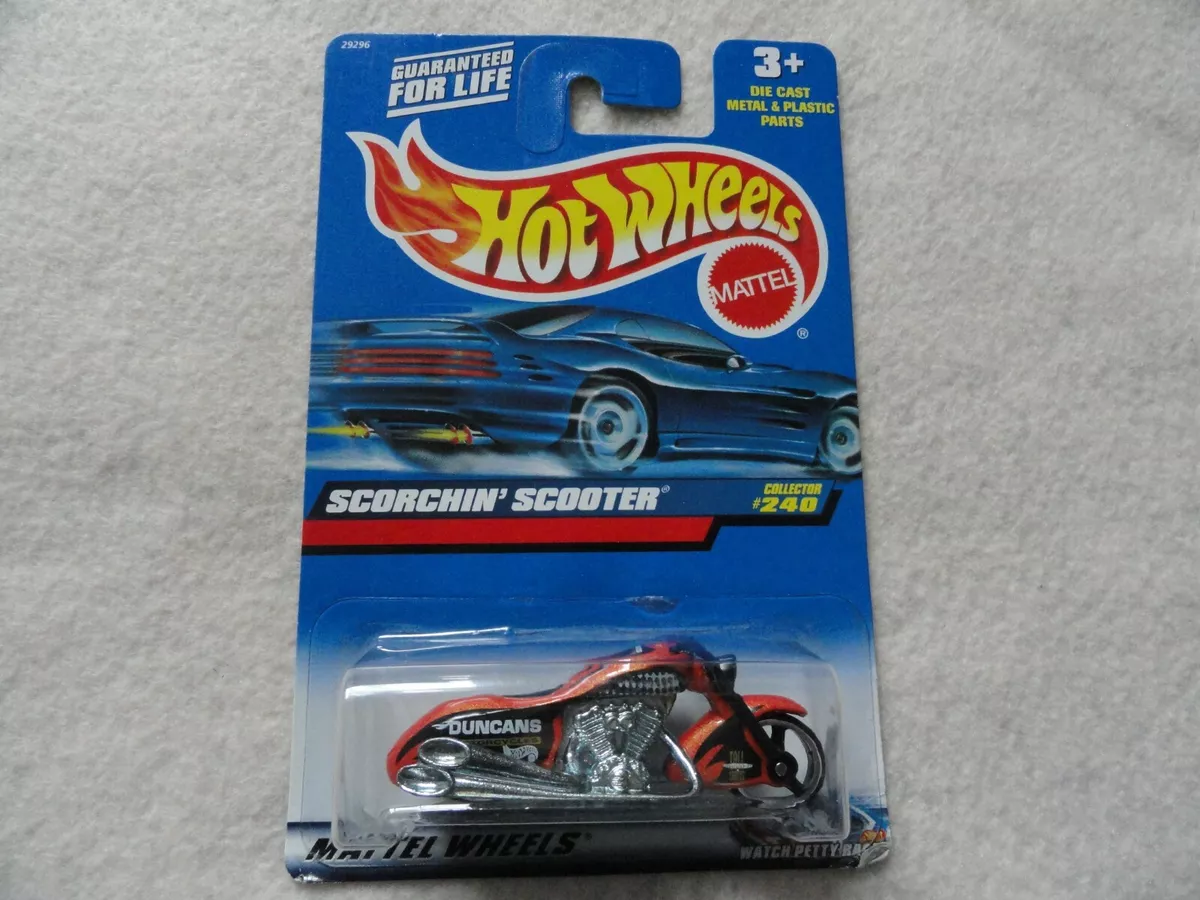 29296
GUARANTEED
FOR LIFE
3+
DIE CAST
METAL & PLASTIC
PARTS
HOT WHEELS
MATTEL
®
SCORCHIN' SCOOTER®
COLLECTOR
#240
DUNCANS
MATTEL WHEELS
WATCH PETTY